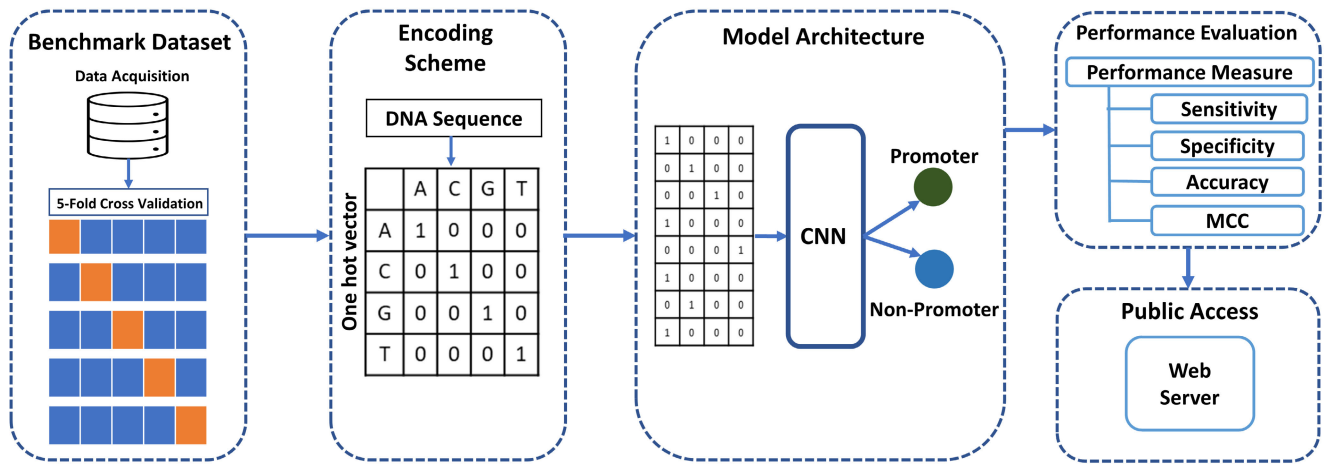 Benchmark Dataset
Data Acquisition
5-Fold Cross Validation
Encoding
Scheme
DNA Sequence
One hot vector
A C G T
A 1 0 0 0
C 0 1 0 0
G 0 0 1 0
T 0 0 0 1
Model Architecture
1 0 0 0
0 1 0 0
0 0 1 0
1 0 0 0
0 0 0 1
1 0 0 0
0 1 0 0
1 0 0 0
CNN
Promoter
Non-Promoter
Performance Evaluation
Performance Measure
Sensitivity
Specificity
Accuracy
MCC
Public Access
Web
Server